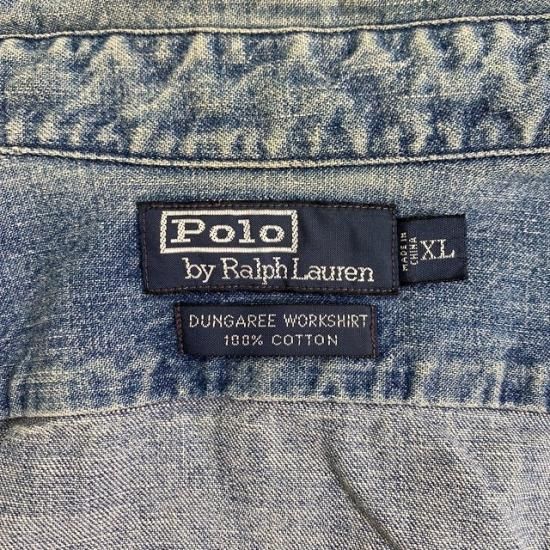 Polo
by Ralph Lauren
MADE IN
CHINA
XL
DUNGAREE WORKSHIRT
100% COTTON